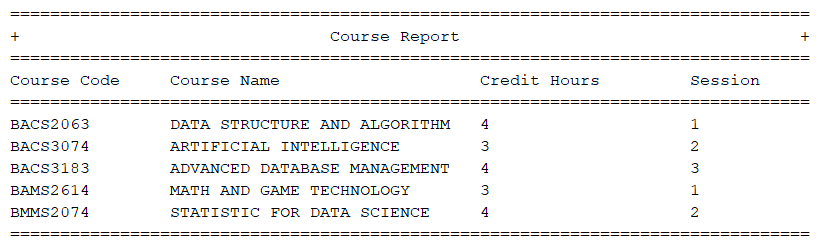 ================================================================================
+ Course Report +
================================================================================
Course Code Course Name Credit Hours Session
================================================================================
BACS2063 DATA STRUCTURE AND ALGORITHM 4 1
BACS3074 ARTIFICIAL INTELLIGENCE 3 2
BACS3183 ADVANCED DATABASE MANAGEMENT 4 3
BAMS2614 MATH AND GAME TECHNOLOGY 3 1
BMMS2074 STATISTIC FOR DATA SCIENCE 4 2
================================================================================